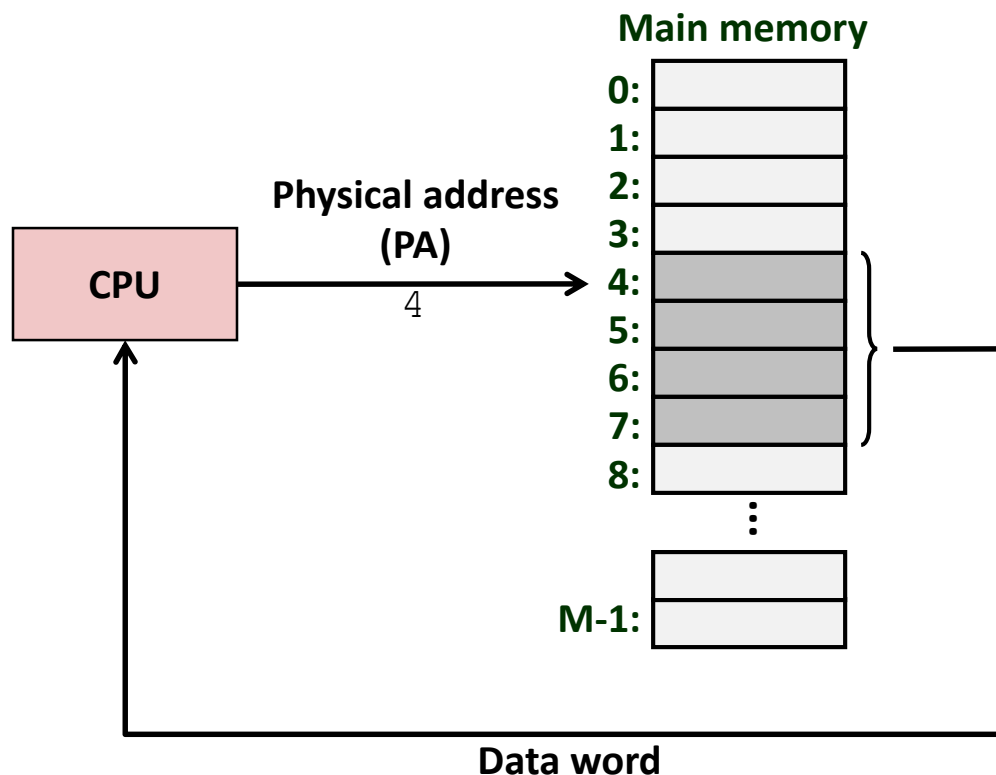 Main memory
0:
1:
2:
3:
4:
5:
6:
7:
8:
⋮
M-1:
Physical address
(PA)
4
CPU
Data word